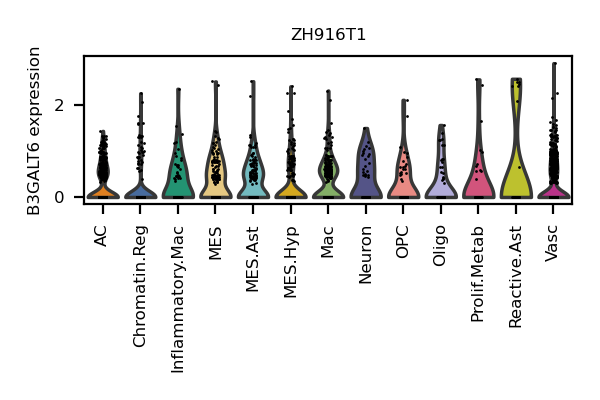 ZH916T1
B3GALT6 expression
2
0
AC
Chromatin.Reg
Inflammatory.Mac
MES
MES.Ast
MES.Hyp
Mac
Neuron
OPC
Oligo
Prolif.Metab
Reactive.Ast
Vasc